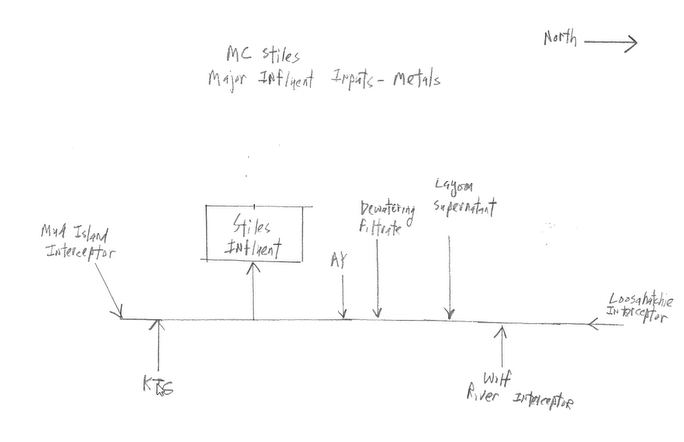 North
MC Stiles
Major Influent Inputs - Metals
Lagoon
Supernatant
Dewatering
Filtrate
Mud Island
Interceptor
Stiles
Influent
AY
Loosahatchie
Interceptor
Wolf
River Interceptor